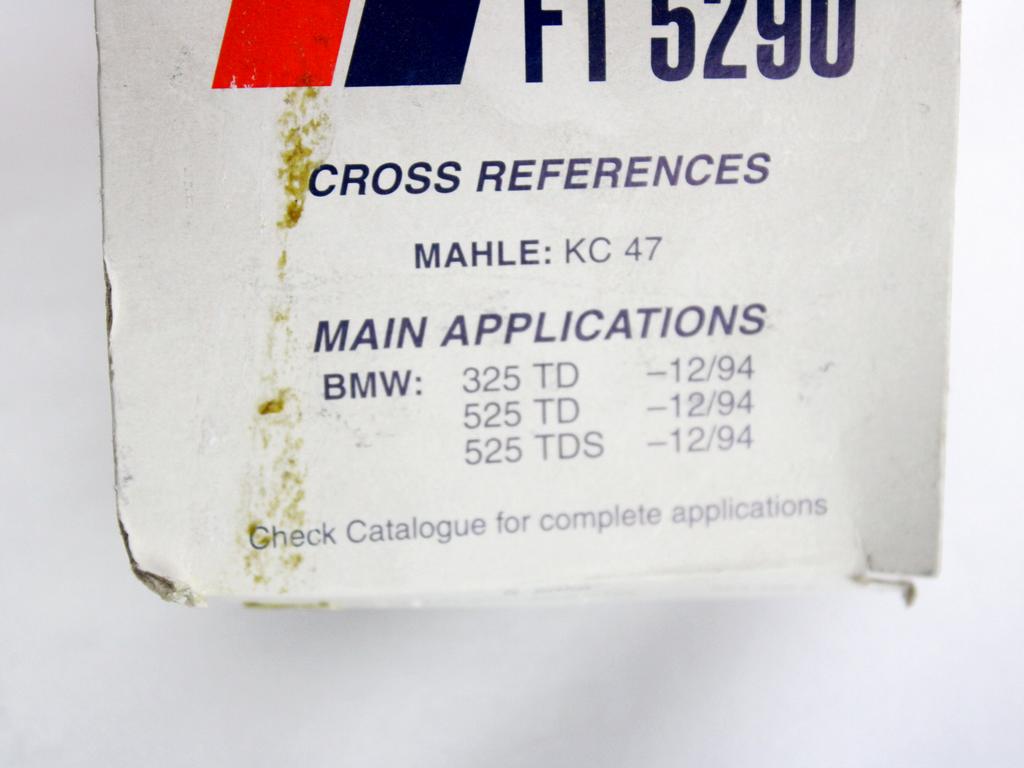 FT 5290
CROSS REFERENCES
MAHLE: KC 47
MAIN APPLICATIONS
BMW: 325 TD –12/94
525 TD –12/94
525 TDS –12/94
Check Catalogue for complete applications